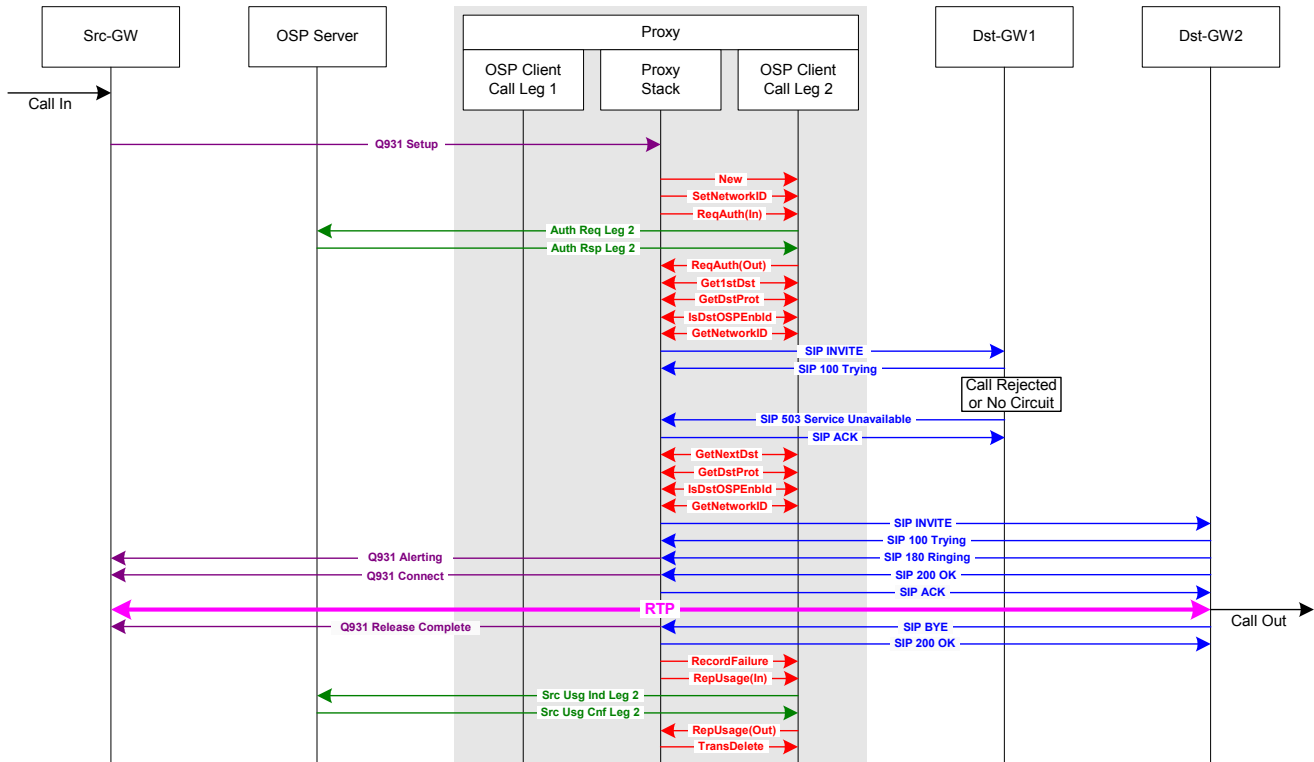 Src-GW
OSP Server
Proxy
Dst-GW1
Dst-GW2
OSP Client
Call Leg 1
Proxy
Stack
OSP Client
Call Leg 2
Call In
Q931 Setup
New
SetNetworkID
ReqAuth(In)
Auth Req Leg 2
Auth Rsp Leg 2
ReqAuth(Out)
Get1stDst
GetDstProt
IsDstOSPEnbld
GetNetworkID
SIP INVITE
SIP 100 Trying
Call Rejected
or No Circuit
SIP 503 Service Unavailable
SIP ACK
GetNextDst
GetDstProt
IsDstOSPEnbld
GetNetworkID
SIP INVITE
SIP 100 Trying
Q931 Alerting
SIP 180 Ringing
Q931 Connect
SIP 200 OK
SIP ACK
RTP
Call Out
Q931 Release Complete
SIP BYE
SIP 200 OK
RecordFailure
RepUsage(In)
Src Usg Ind Leg 2
Src Usg Cnf Leg 2
RepUsage(Out)
TransDelete